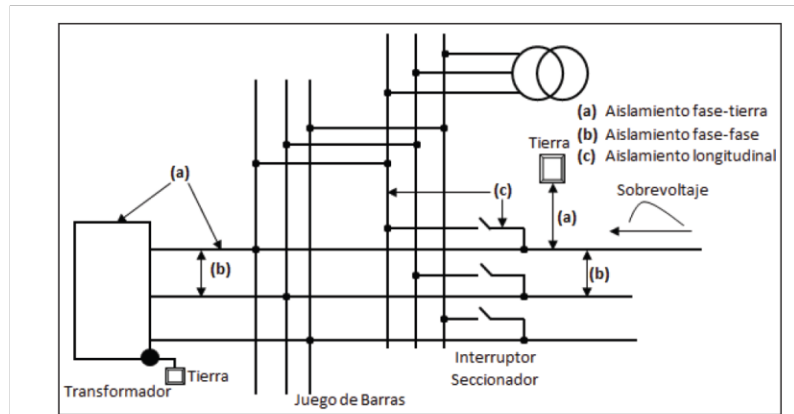 (a) Aislamiento fase-tierra
(b) Aislamiento fase-fase
(c) Aislamiento longitudinal
Tierra
(a)
(c)
Sobrevoltaje
(a)
(b)
(b)
Interruptor
Seccionador
Tierra
Transformador
Juego de Barras